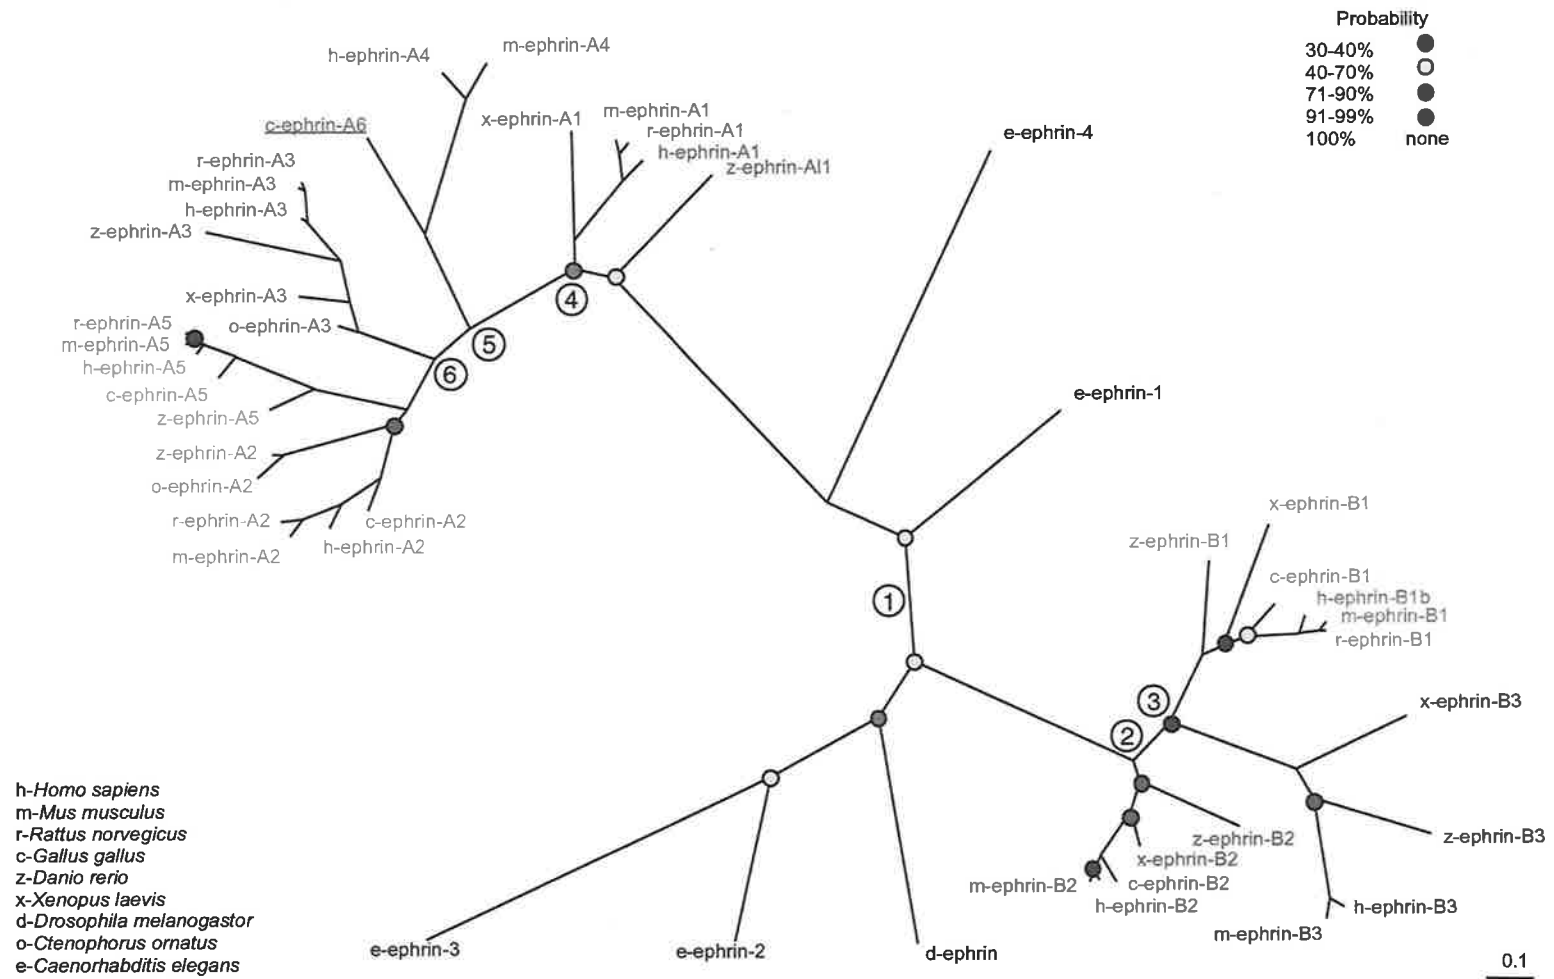 Probability
30-40%
40-70%
71-90%
91-99%
100% none
h-ephrin-A4
m-ephrin-A4
c-ephrin-A6
x-ephrin-A1
m-ephrin-A1
r-ephrin-A1
h-ephrin-A1
z-ephrin-Al1
e-ephrin-4
r-ephrin-A3
m-ephrin-A3
h-ephrin-A3
z-ephrin-A3
x-ephrin-A3
o-ephrin-A3
r-ephrin-A5
m-ephrin-A5
h-ephrin-A5
c-ephrin-A5
z-ephrin-A5
z-ephrin-A2
o-ephrin-A2
r-ephrin-A2
m-ephrin-A2
h-ephrin-A2
c-ephrin-A2
4
5
6
e-ephrin-1
1
x-ephrin-B1
z-ephrin-B1
c-ephrin-B1
h-ephrin-B1b
m-ephrin-B1
r-ephrin-B1
3
2
x-ephrin-B3
z-ephrin-B3
h-ephrin-B3
m-ephrin-B3
z-ephrin-B2
x-ephrin-B2
c-ephrin-B2
m-ephrin-B2
h-ephrin-B2
e-ephrin-3
e-ephrin-2
d-ephrin
h-Homo sapiens
m-Mus musculus
r-Rattus norvegicus
c-Gallus gallus
z-Danio rerio
x-Xenopus laevis
d-Drosophila melanogastor
o-Ctenophorus ornatus
e-Caenorhabditis elegans
0.1